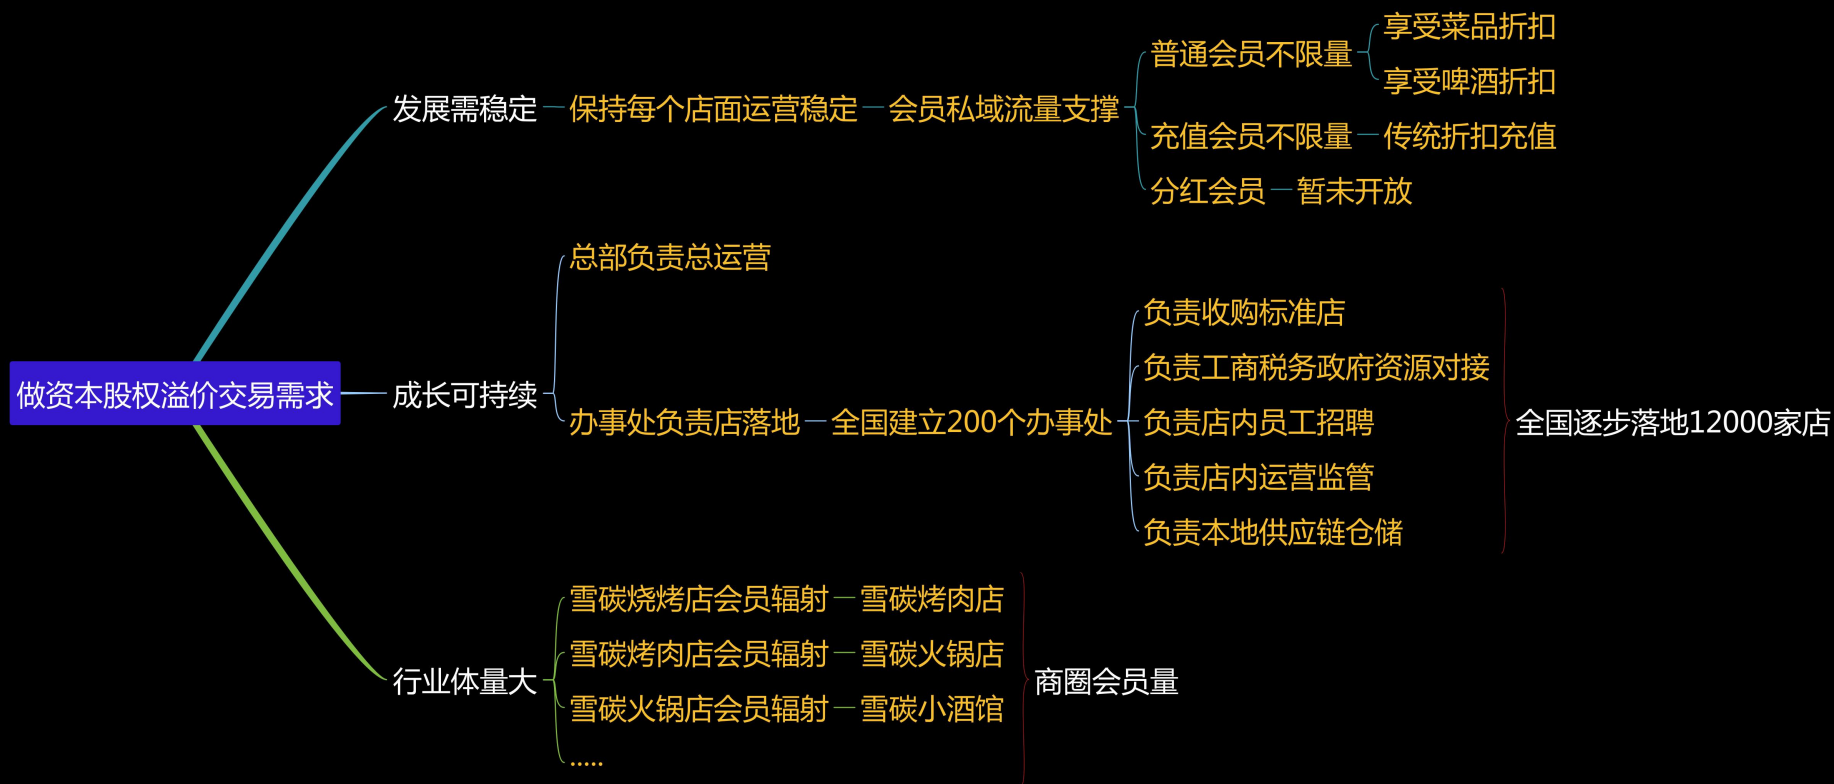 做资本股权溢价交易需求
发展需稳定
保持每个店面运营稳定
会员私域流量支撑
普通会员不限量
享受菜品折扣
享受啤酒折扣
充值会员不限量
传统折扣充值
分红会员
暂未开放
成长可持续
总部负责总运营
办事处负责店落地
全国建立200个办事处
负责收购标准店
负责工商税务政府资源对接
负责店内员工招聘
负责店内运营监管
负责本地供应链仓储
全国逐步落地12000家店
行业体量大
雪碳烧烤店会员辐射
雪碳烤肉店
雪碳烤肉店会员辐射
雪碳火锅店
雪碳火锅店会员辐射
雪碳小酒馆
.....
商圈会员量